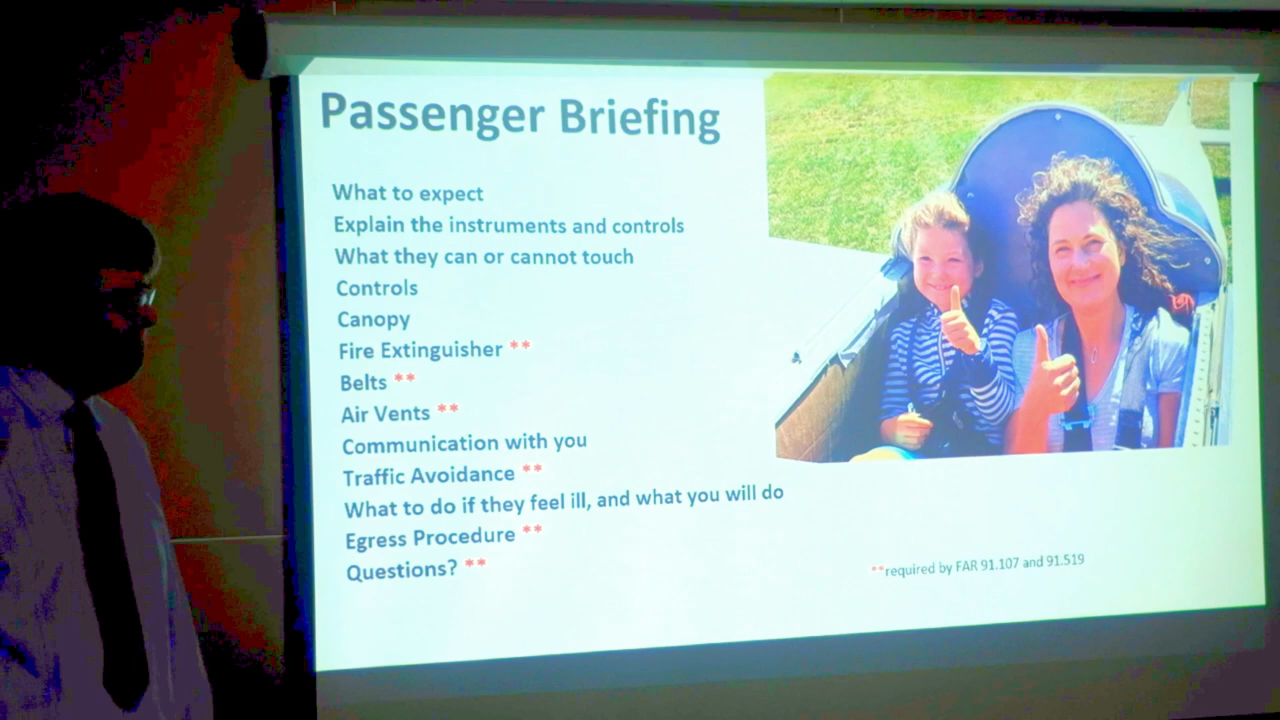 Passenger Briefing
What to expect
Explain the instruments and controls
What they can or cannot touch
Controls
Canopy
Fire Extinguisher **
Belts **
Air Vents **
Communication with you
Traffic Avoidance **
What to do if they feel ill, and what you will do
Egress Procedure **
Questions? **
**required by FAR 91.107 and 91.519